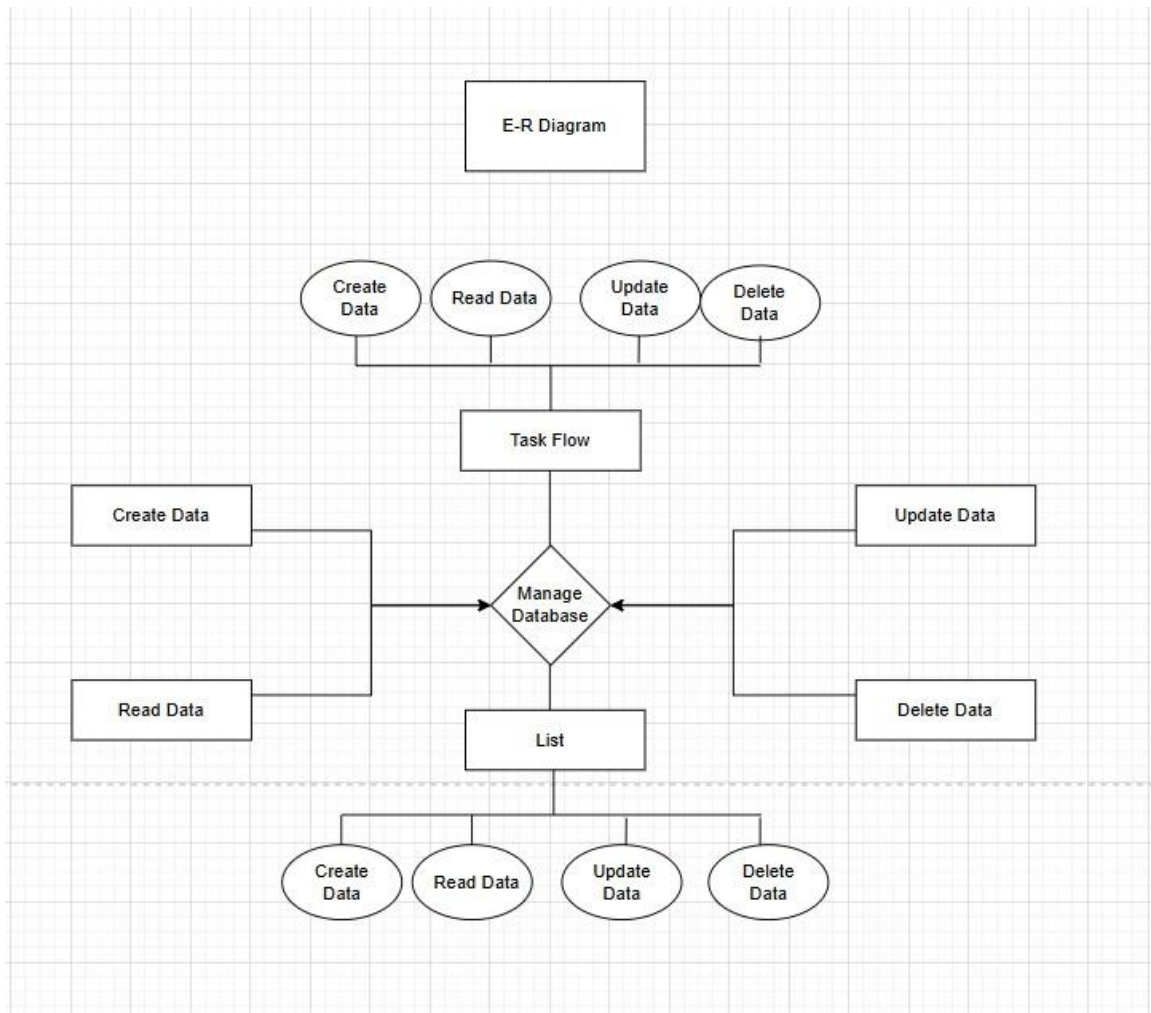 E-R Diagram
Create
Data
Read Data
Update
Data
Delete
Data
Task Flow
Create Data
Update Data
Manage
Database
Read Data
Delete Data
List
Create
Data
Read Data
Update
Data
Delete
Data